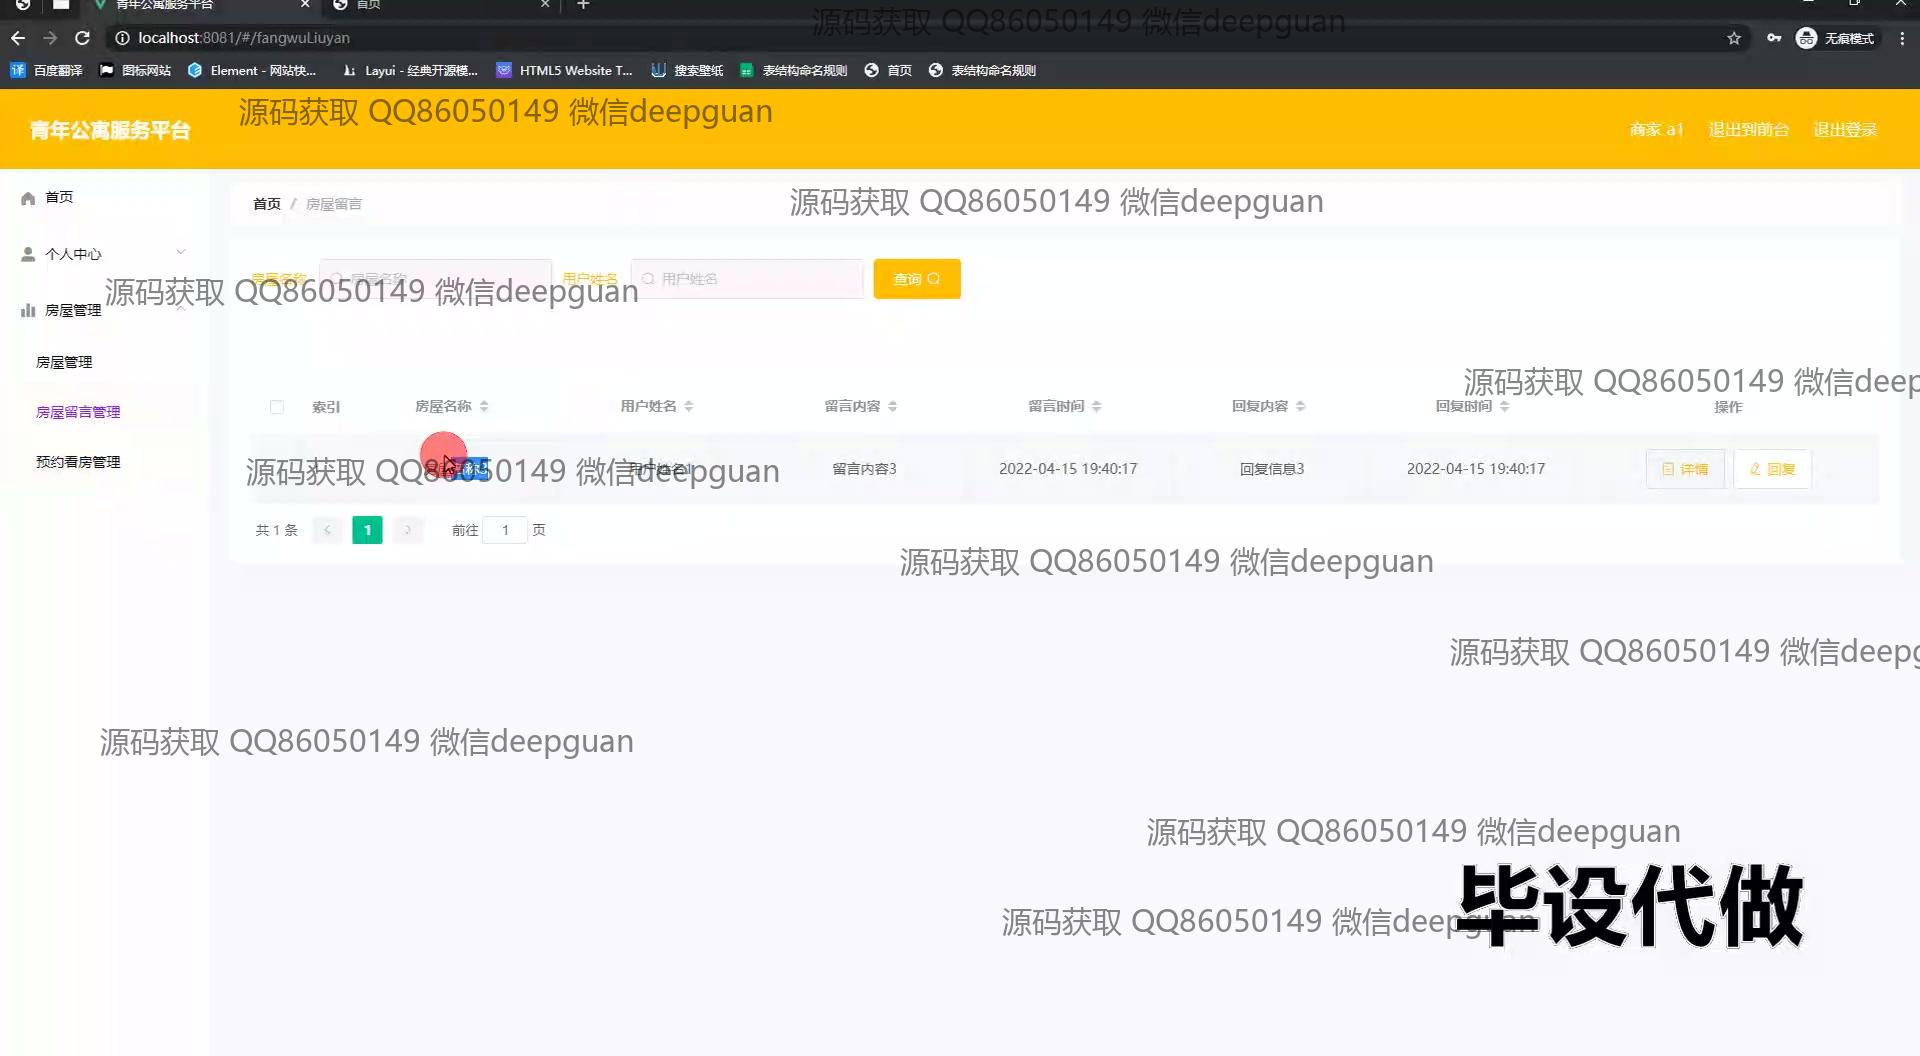 青年公寓服务平台
首页
源码获取 QQ86050149 微信deepguan
localhost:8081/#/fangwuLiuyan
无痕模式
百度翻译
图标网站
Element - 网站快...
Layui - 经典开源模...
HTML5 Website T...
搜索壁纸
表结构命名规则
首页
表结构命名规则
源码获取 QQ86050149 微信deepguan
青年公寓服务平台
商家 a1
退出到前台
退出登录
首页
首页 / 房屋留言
源码获取 QQ86050149 微信deepguan
个人中心
房屋名称
房屋名称
用户姓名
用户姓名
查询
源码获取 QQ86050149 微信deepguan
房屋管理
房屋管理
源码获取 QQ86050149 微信deep
房屋留言管理
索引
房屋名称
用户姓名
留言内容
留言时间
回复内容
回复时间
操作
预约看房管理
源码获取 QQ86050149 微信deepguan
留言内容3
2022-04-15 19:40:17
回复信息3
2022-04-15 19:40:17
详情
回复
共 1 条
1
前往 1 页
源码获取 QQ86050149 微信deepguan
源码获取 QQ86050149 微信deepg
源码获取 QQ86050149 微信deepguan
源码获取 QQ86050149 微信deepguan
源码获取 QQ86050149 微信deepguan
毕设代做